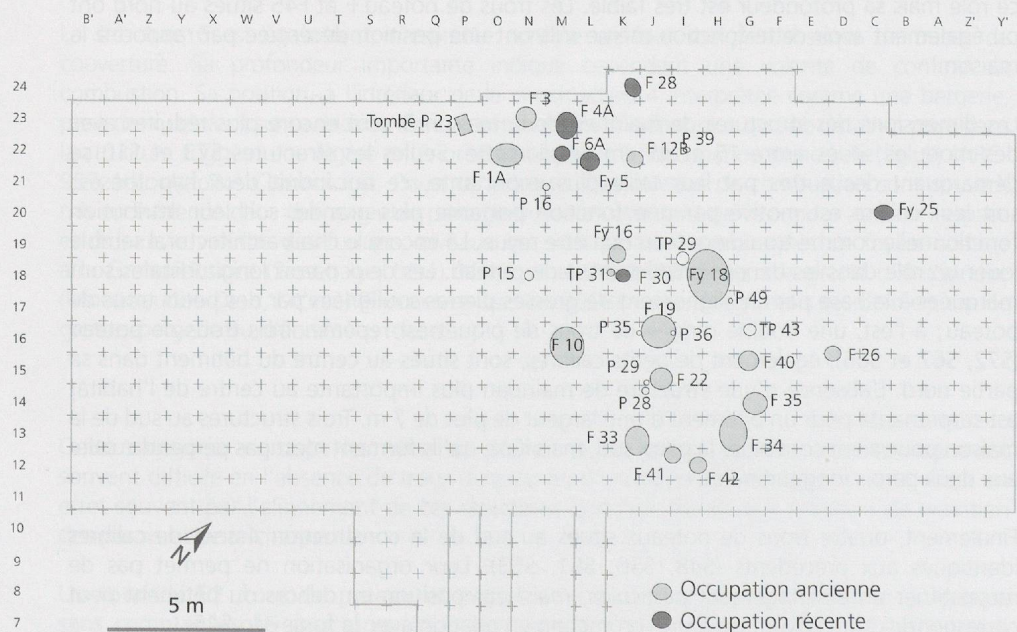 B' A' Z Y X W V U T S R Q P O N M L K J I H G F E D C B A Z' Y'
24 F 28
23 Tombe P 23 F 3 F 4A
22 F 6A F 12B P 39
21 F 1A Fy 5
20 P 16 Fy 25
19 Fy 16 TP 29
18 P 15 TP 31 F 30 Fy 18
17 P 49
F 19
16 P 35 P 36 TP 43
F 10
15 P 29 F 40 F 26
F 22
14 P 28 F 35
13 F 33 F 34
12 F 41 F 42
11
10
N
9
8 Occupation ancienne
5 m
7 Occupation récente